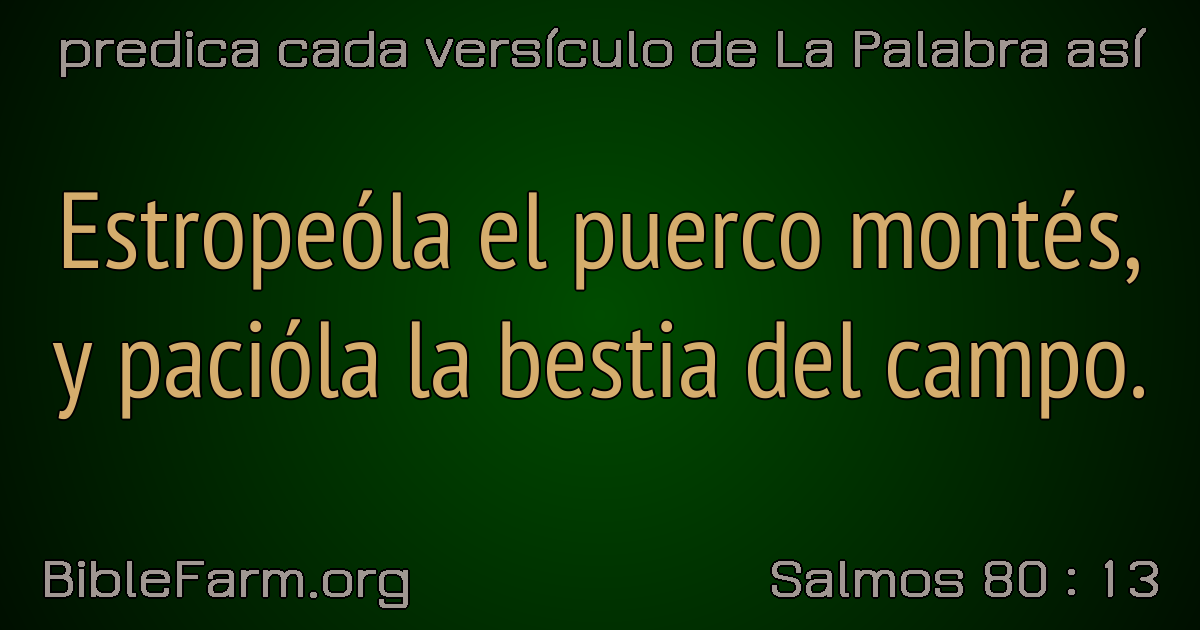 predica cada versículo de La Palabra así
Estropeóla el puerco montés,
y pacióla la bestia del campo.
BibleFarm.org
Salmos 80 : 13